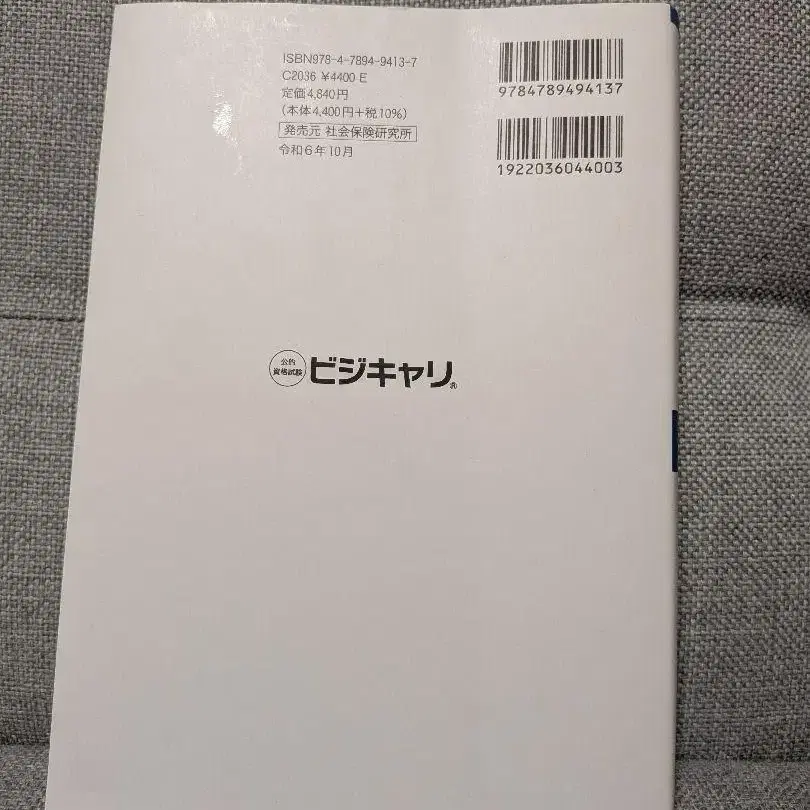 ISBN978-4-7894-9413-7
C2036 ¥4400 E
定価4,840円
(本体4,400円+税10%)
発売元 社会保険研究所
令和6年10月
9784789494137
1922036044003
公的
資格試験
ビジキャリ®